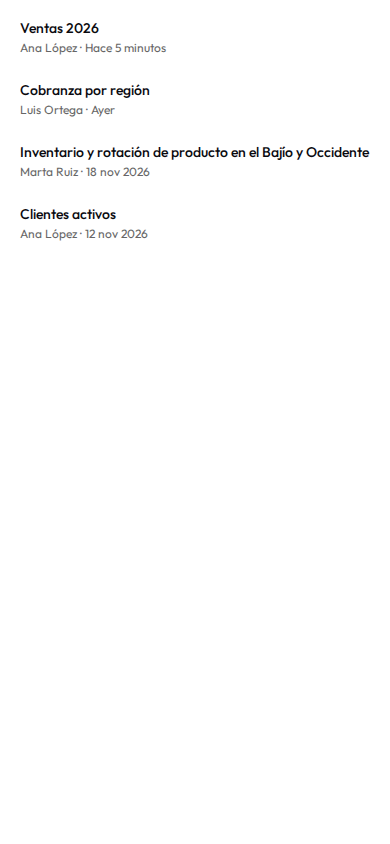 Ventas 2026
Ana López · Hace 5 minutos
Cobranza por región
Luis Ortega · Ayer
Inventario y rotación de producto en el Bajío y Occidente
Marta Ruiz · 18 nov 2026
Clientes activos
Ana López · 12 nov 2026